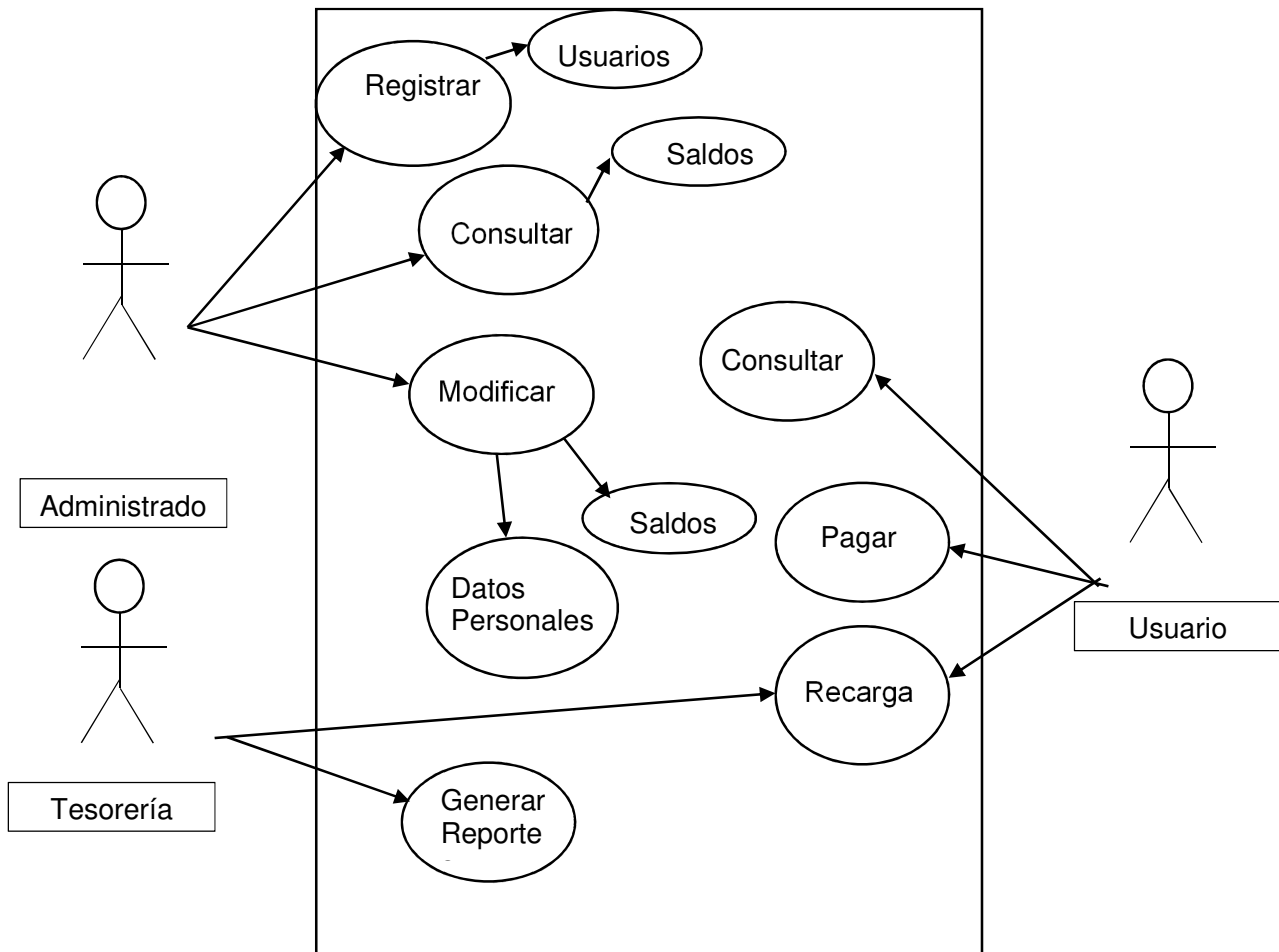 Usuarios
Registrar
Saldos
Consultar
Consultar
Modificar
Administrado
Saldos
Pagar
Datos
Personales
Usuario
Recarga
Tesorería
Generar
Reporte